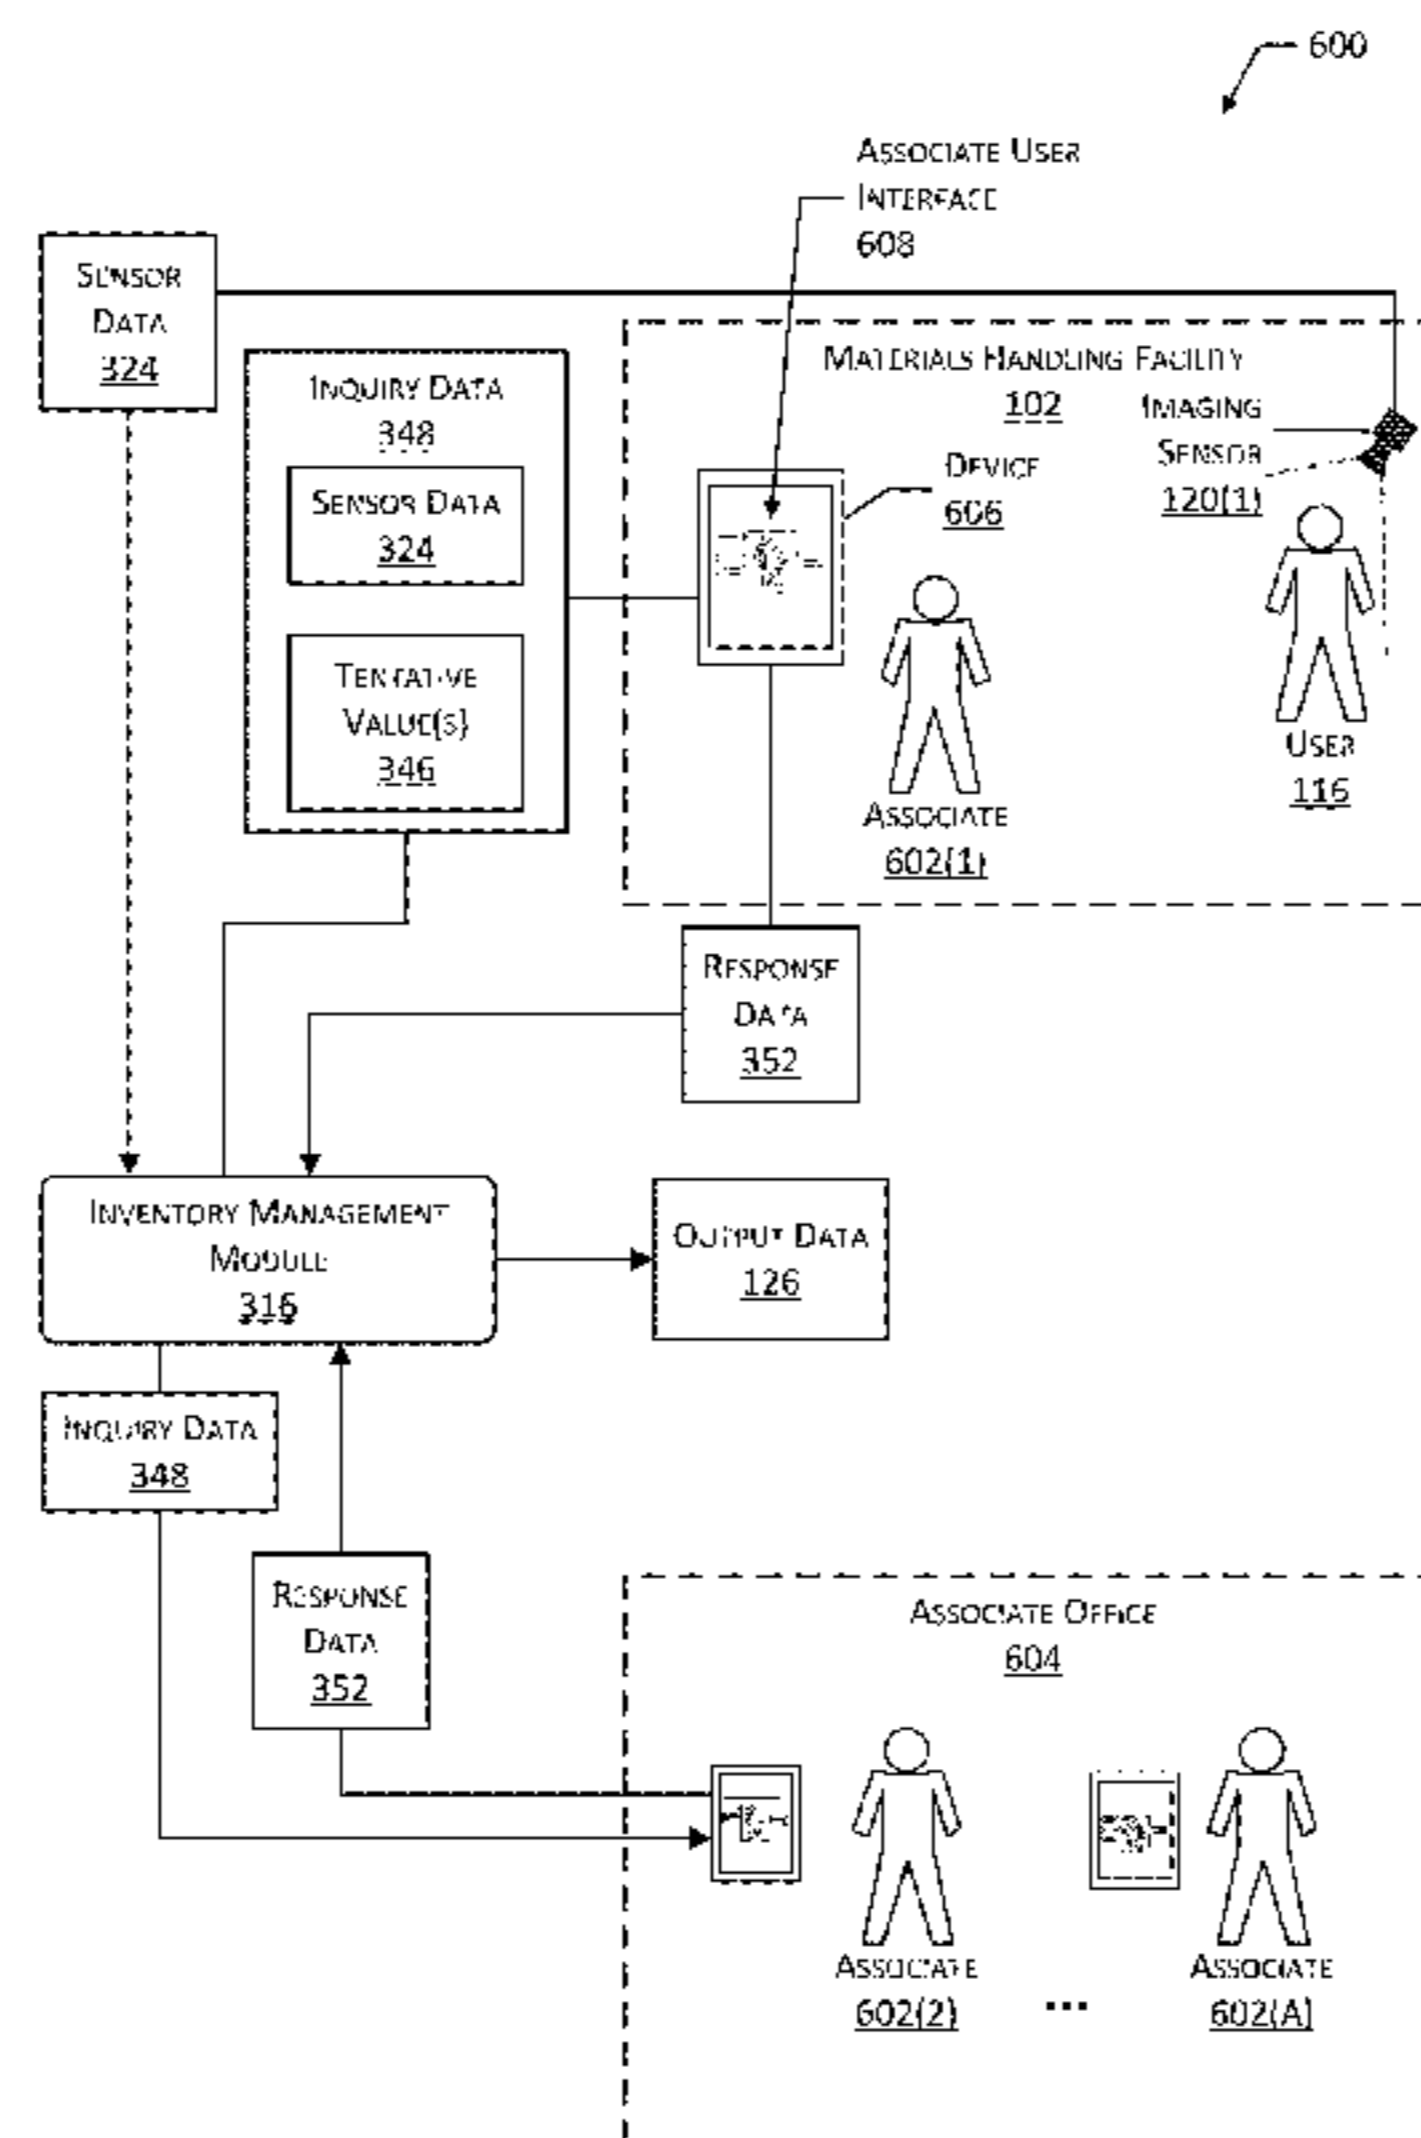 600
ASSOCIATE USER
INTERFACE
608
SENSOR
DATA
324
MATERIALS HANDLING FACILITY
102
INQUIRY DATA
348
SENSOR DATA
324
TENTATIVE
VALUE(S)
346
DEVICE
606
IMAGING
SENSOR
120(1)
USER
116
ASSOCIATE
602(1)
RESPONSE
DATA
352
INVENTORY MANAGEMENT
MODULE
316
OUTPUT DATA
126
INQUIRY DATA
348
RESPONSE
DATA
352
ASSOCIATE OFFICE
604
ASSOCIATE
602(2)
...
ASSOCIATE
602(A)